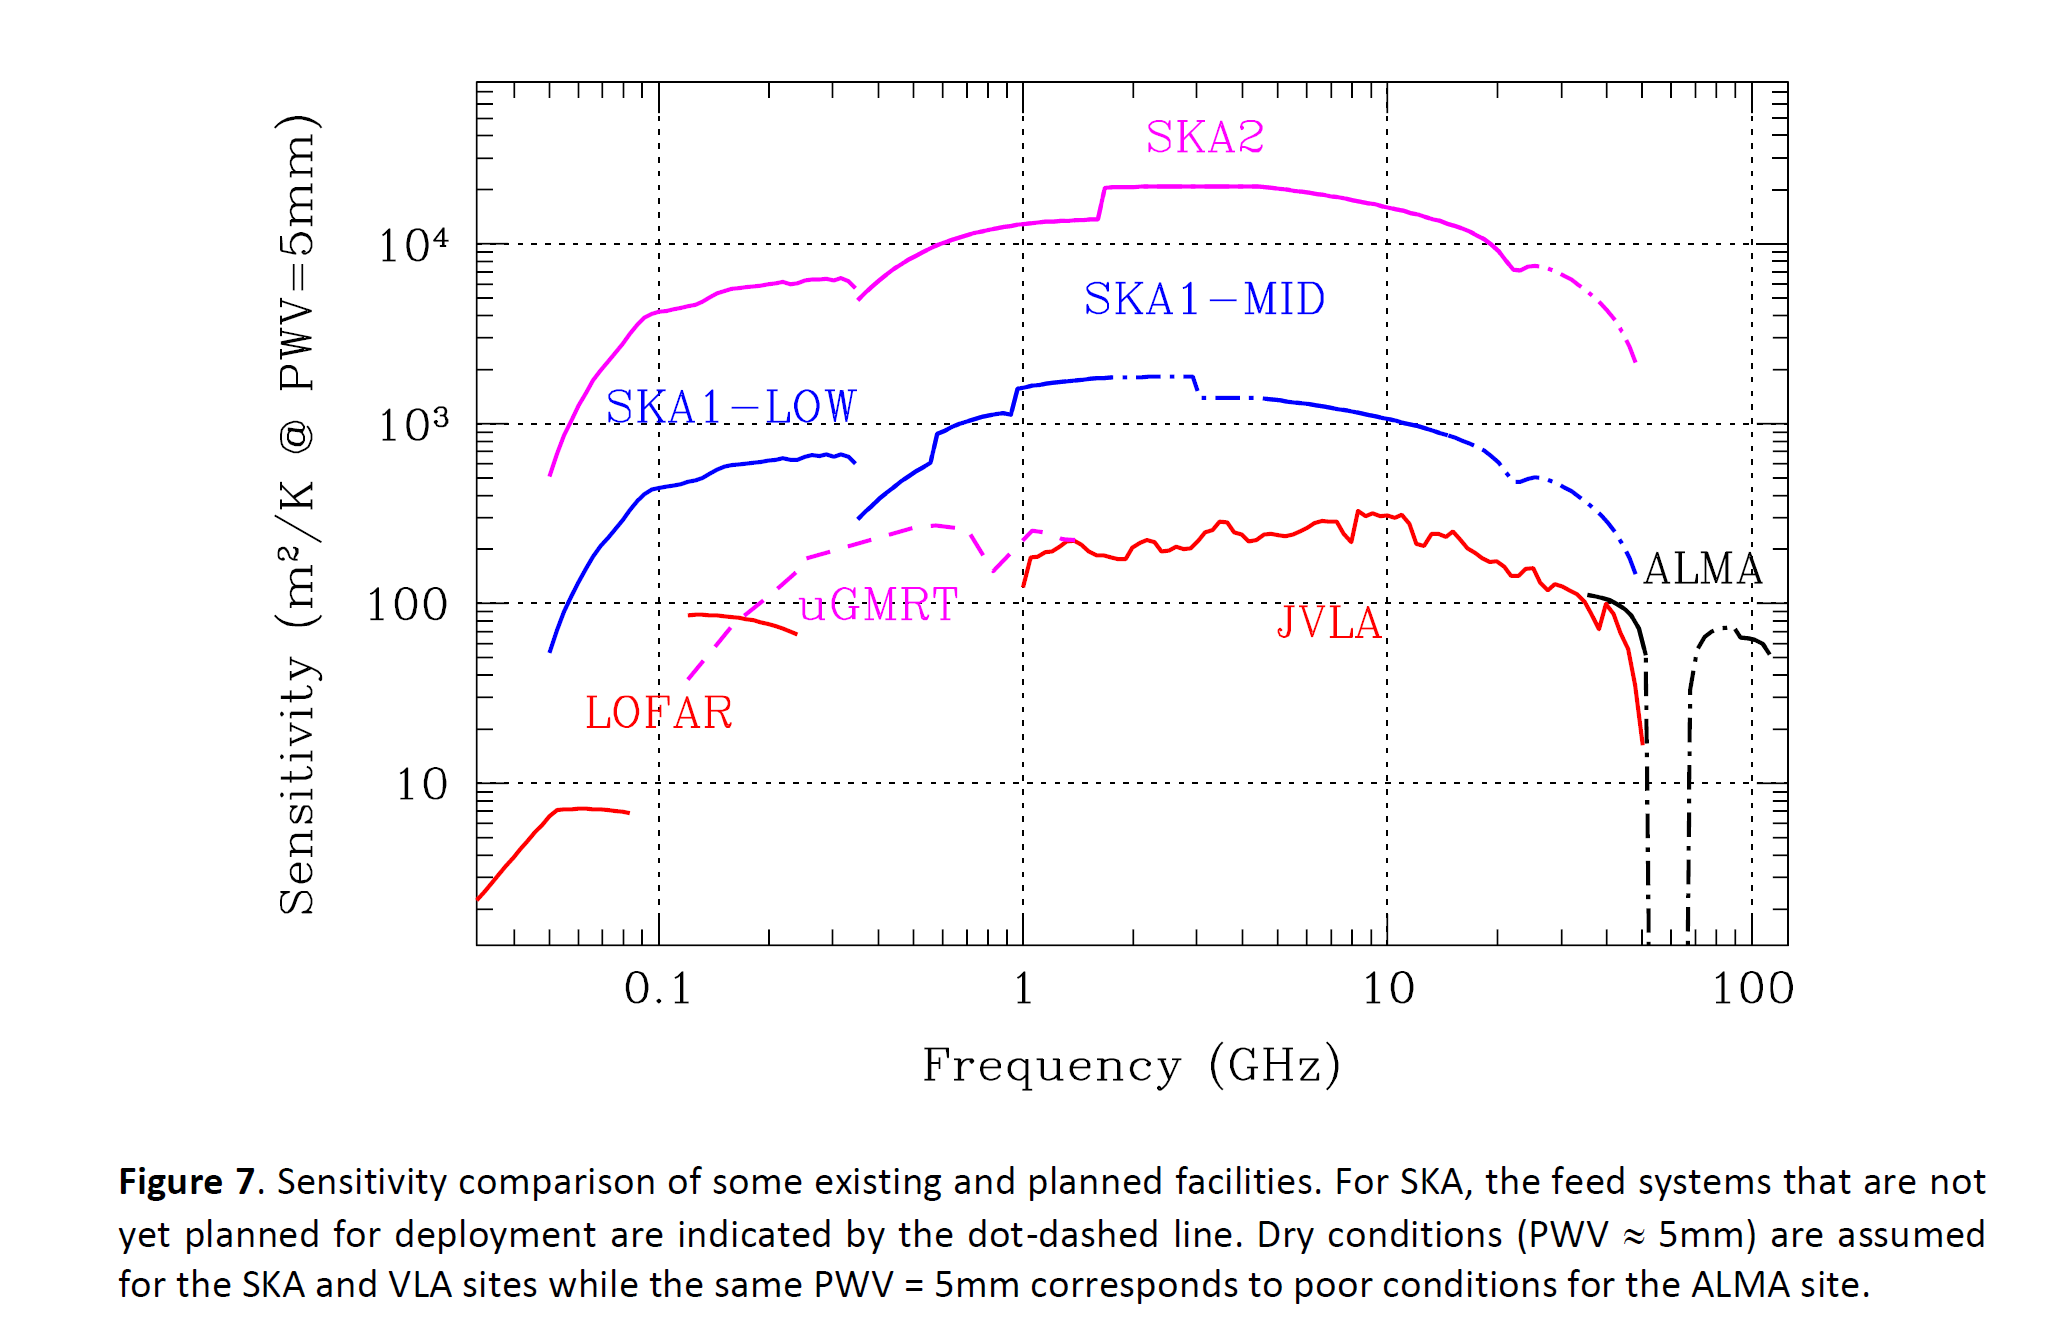 Sensitivity (m²/K @ PWV=5mm)
SKA2
10⁴
SKA1−MID
SKA1−LOW
10³
ALMA
100
uGMRT
JVLA
LOFAR
10
0.1 1 10 100
Frequency (GHz)
Figure 7. Sensitivity comparison of some existing and planned facilities. For SKA, the feed systems that are not
yet planned for deployment are indicated by the dot-dashed line. Dry conditions (PWV ≈ 5mm) are assumed
for the SKA and VLA sites while the same PWV = 5mm corresponds to poor conditions for the ALMA site.